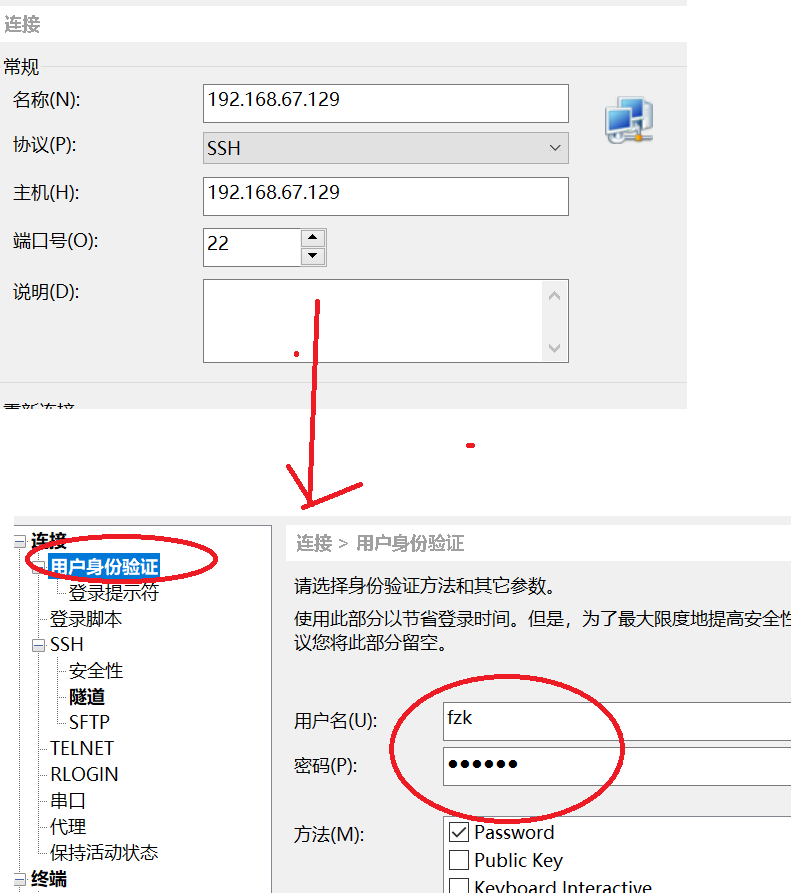 连接
常规
名称(N):
192.168.67.129
协议(P):
SSH
主机(H):
192.168.67.129
端口号(O):
22
说明(D):
重新连接
连接
用户身份验证
登录提示符
登录脚本
SSH
安全性
隧道
SFTP
TELNET
RLOGIN
串口
代理
保持活动状态
终端
连接 > 用户身份验证
请选择身份验证方法和其它参数。
使用此部分以节省登录时间。但是，为了最大限度地提高安全性
议您将此部分留空。
用户名(U):
fzk
密码(P):
●●●●●●
方法(M):
Password
Public Key
Keyboard Interactive